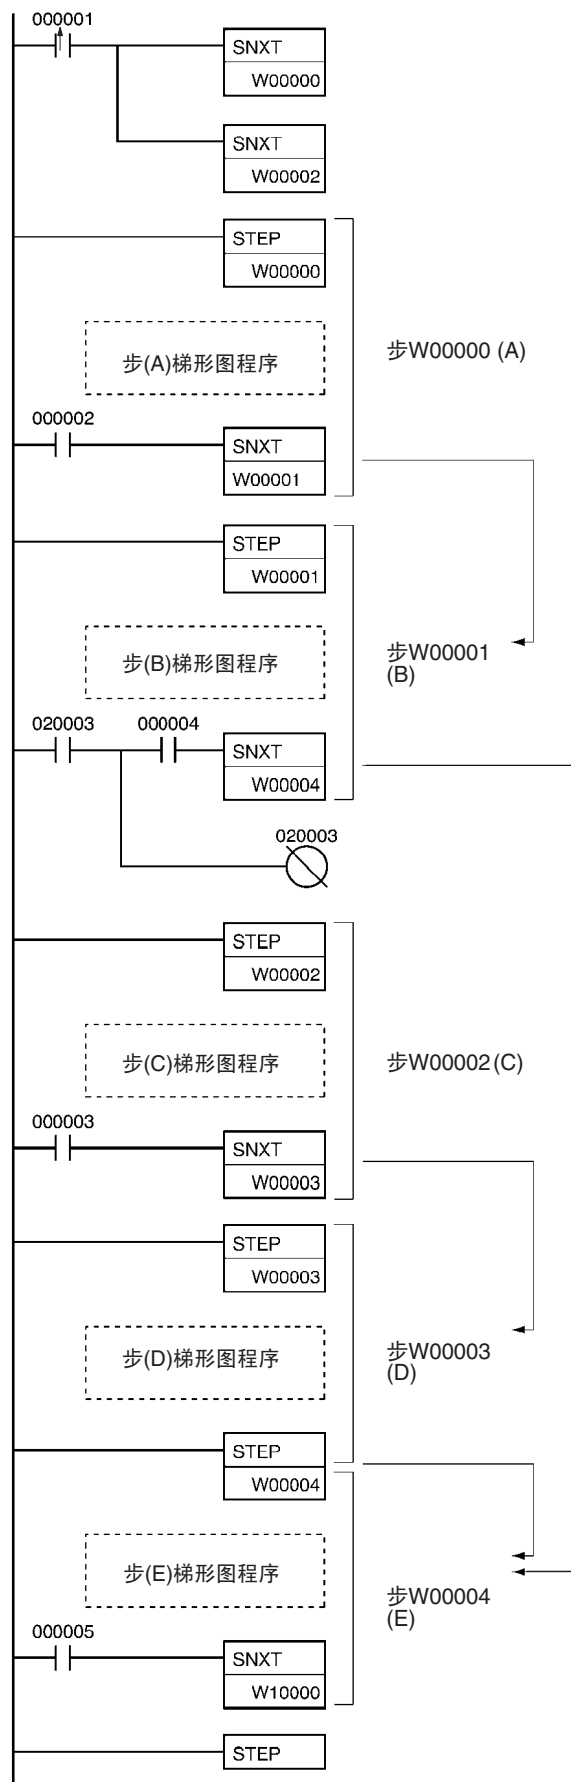 000001
SNXT
W00000
SNXT
W00002
STEP
W00000
步(A)梯形图程序
步W00000 (A)
000002
SNXT
W00001
STEP
W00001
步(B)梯形图程序
步W00001
(B)
020003
000004
SNXT
W00004
020003
STEP
W00002
步(C)梯形图程序
步W00002(C)
000003
SNXT
W00003
STEP
W00003
步(D)梯形图程序
步W00003
(D)
STEP
W00004
步(E)梯形图程序
步W00004
(E)
000005
SNXT
W10000
STEP